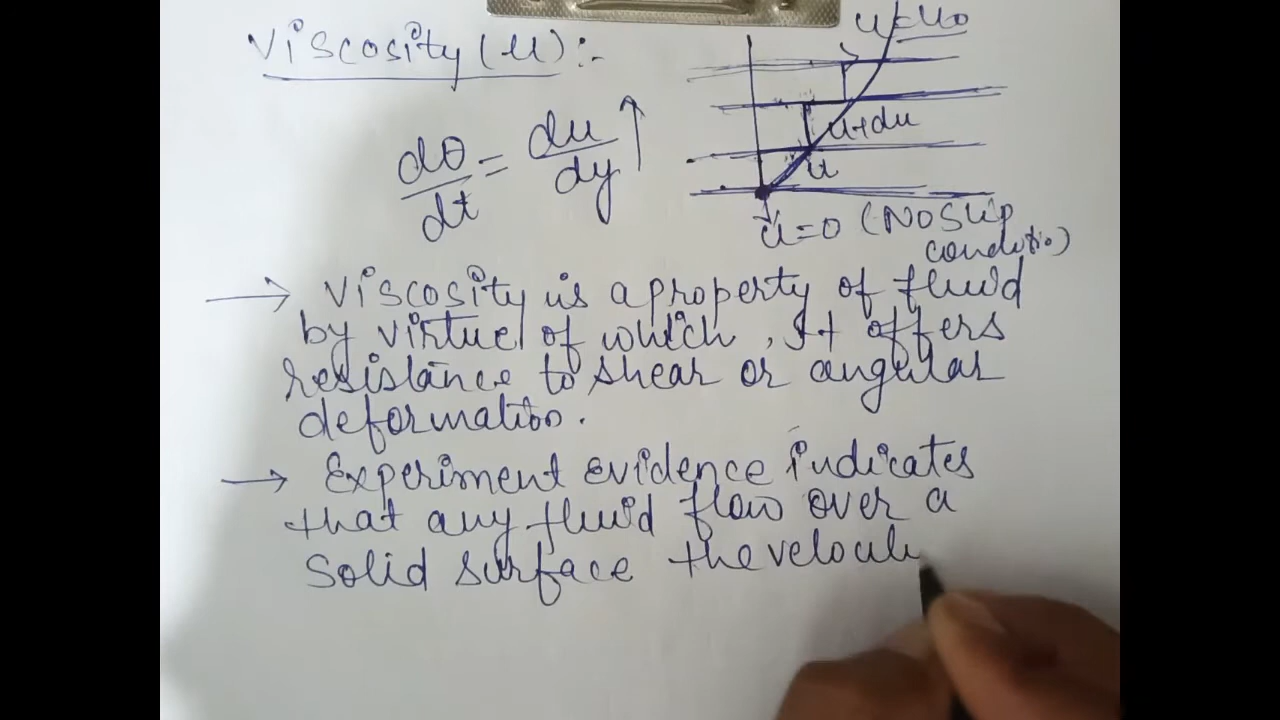 Viscosity (μ) :-
u = u₀
dθ/dt = du/dy ↑
u+du
u
u=0 (No Slip
conditio)
→ Viscosity is a property of fluid
by virtue of which, It offers
resistance to shear or angular
deformation.
→ Experiment evidence indicates
that any fluid flow over a
solid surface the velocity